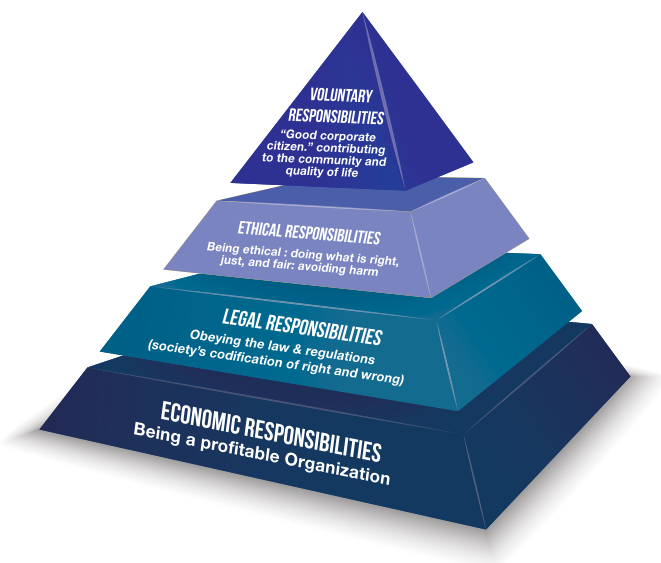 VOLUNTARY
RESPONSIBILITIES
“Good corporate
citizen.” contributing
to the community and
quality of life
ETHICAL RESPONSIBILITIES
Being ethical : doing what is right,
just, and fair: avoiding harm
LEGAL RESPONSIBILITIES
Obeying the law & regulations
(society’s codification of right and wrong)
ECONOMIC RESPONSIBILITIES
Being a profitable Organization